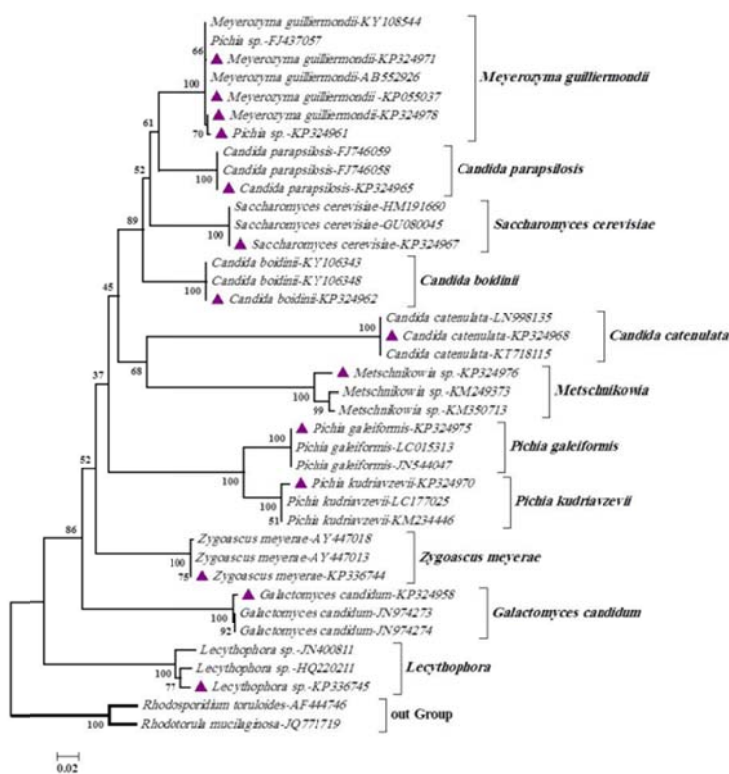 Meyerozyma guilliermondii-KY108544
Pichia sp.-FJ437057
66
Meyerozyma guilliermondii-KP324971
Meyerozyma guilliermondii
Meyerozyma guilliermondii-AB552926
100
Meyerozyma guilliermondii -KP055037
Meyerozyma guilliermondii-KP324978
61
70
Pichia sp.-KP324961
Candida parapsilosis-FJ746059
52
Candida parapsilosis-FJ746058
Candida parapsilosis
100
Candida parapsilosis-KP324965
Saccharomyces cerevisiae-HM191660
89
Saccharomyces cerevisiae-GU080045
Saccharomyces cerevisiae
100
Saccharomyces cerevisiae-KP324967
Candida boidinii-KY106343
45
Candida boidinii-KY106348
Candida boidinii
100
Candida boidinii-KP324962
Candida catenulata-LN998135
100
Candida catenulata-KP324968
Candida catenulata
Candida catenulata-KT718115
68
Metschnikowia sp.-KP324976
37
100
Metschnikowia sp.-KM249373
Metschnikowia
99
Metschnikowia sp.-KM350713
Pichia galeiformis-KP324975
100
Pichia galeiformis-LC015313
Pichia galeiformis
Pichia galeiformis-JN544047
52
100
Pichia kudriavzevii-KP324970
100
Pichia kudriavzevii-LC177025
Pichia kudriavzevii
51
Pichia kudriavzevii-KM234446
86
Zygoascus meyerae-AY447018
100
Zygoascus meyerae-AY447013
Zygoascus meyerae
75
Zygoascus meyerae-KP336744
Galactomyces candidum-KP324958
100
Galactomyces candidum-JN974273
Galactomyces candidum
92
Galactomyces candidum-JN974274
Lecythophora sp.-JN400811
100
Lecythophora sp.-HQ220211
Lecythophora
77
Lecythophora sp.-KP336745
Rhodosporidium toruloides-AF444746
out Group
100
Rhodotorula mucilaginosa-JQ771719
0.02